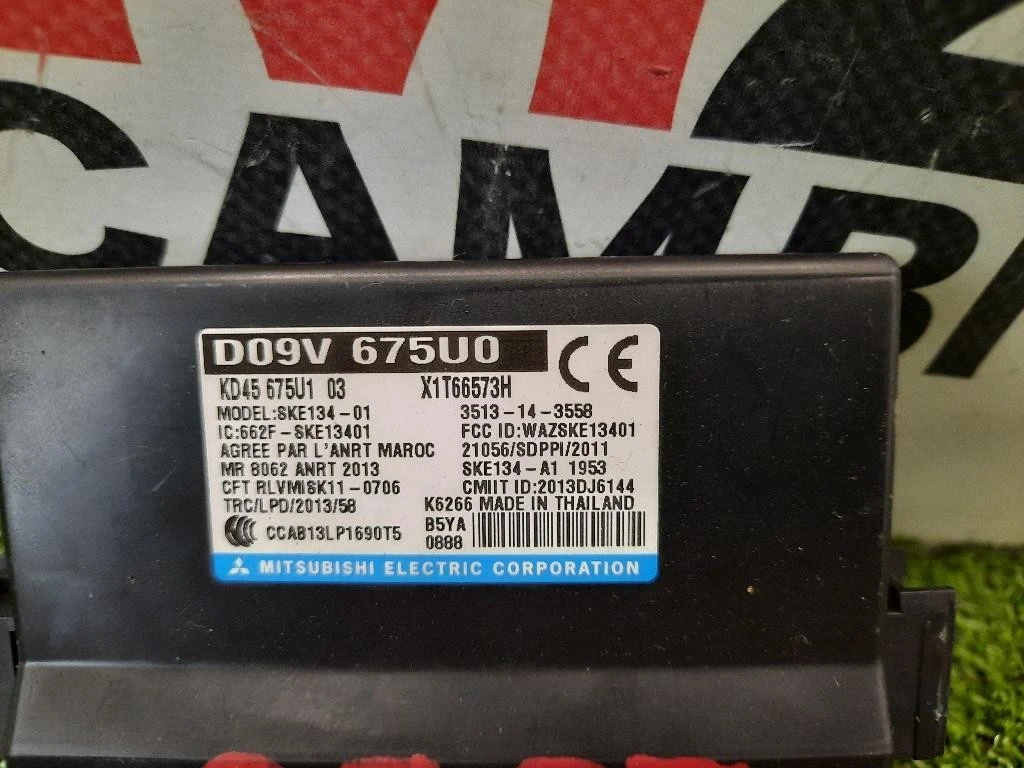 CAMBI
D09V 675U0
CE
KD45 675U1 03 X1T66573H
MODEL:SKE134-01 3513-14-3558
IC:662F-SKE13401 FCC ID:WAZSKE13401
AGREE PAR L'ANRT MAROC 21056/SDPPI/2011
MR 8062 ANRT 2013 SKE134-A1 1953
CFT RLVMISK11-0706 CMIIT ID:2013DJ6144
TRC/LPD/2013/58 K6266 MADE IN THAILAND
CCAB13LP1690T5 B5YA
0888
MITSUBISHI ELECTRIC CORPORATION